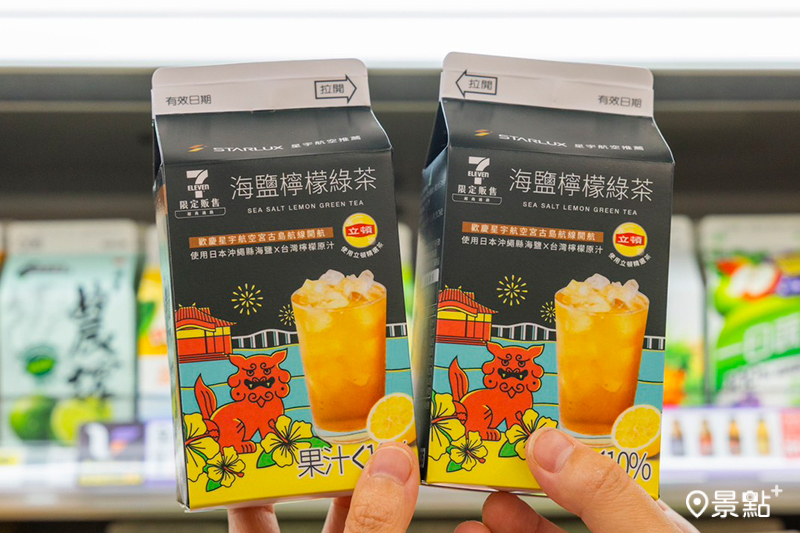 有效日期
拉開
STARLUX 星宇航空推薦
7
ELEVEN
限定販售
海鹽檸檬綠茶
SEA SALT LEMON GREEN TEA
歡慶星宇航空宮古島航線開航
使用日本沖繩縣海鹽×台灣檸檬原汁
立頓
使用立頓精選茶
果汁<1
拉開
有效日期
STARLUX 星宇航空推薦
7
ELEVEN
限定販售
海鹽檸檬綠茶
SEA SALT LEMON GREEN TEA
歡慶星宇航空宮古島航線開航
使用日本沖繩縣海鹽×台灣檸檬原汁
立頓
使用立頓精選茶
10%
景點+